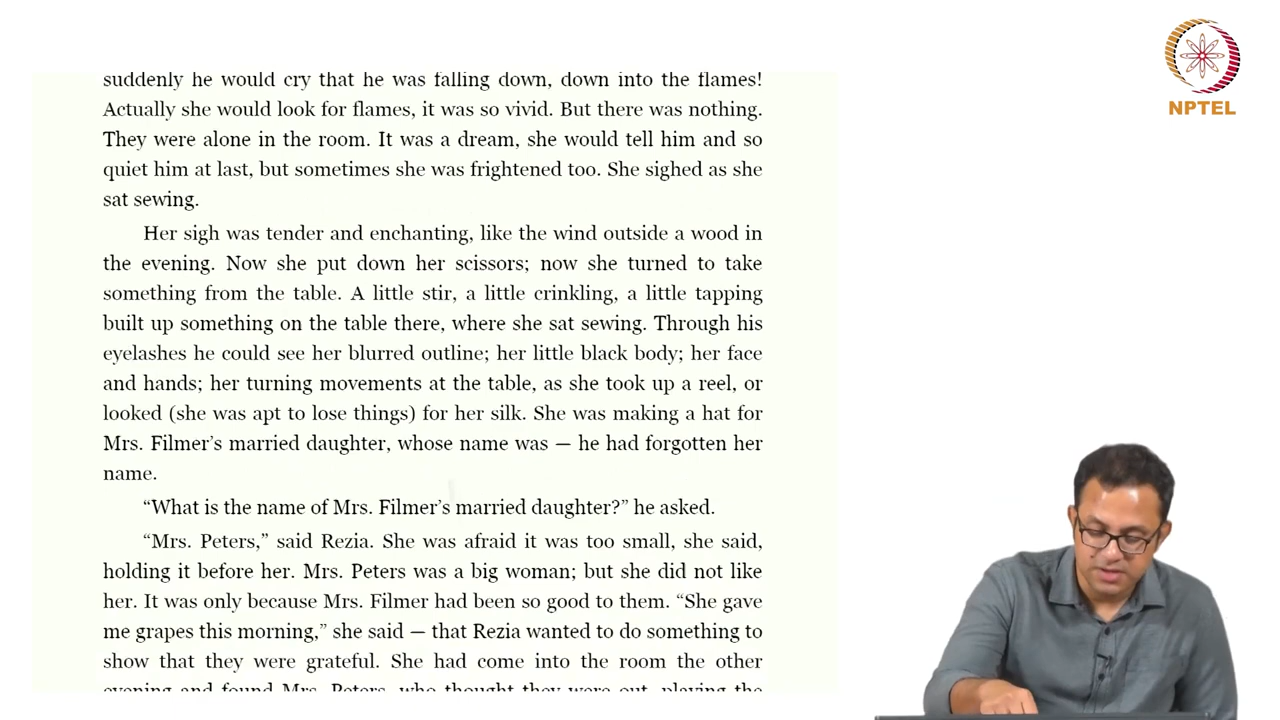 suddenly he would cry that he was falling down, down into the flames!
Actually she would look for flames, it was so vivid. But there was nothing.
They were alone in the room. It was a dream, she would tell him and so
quiet him at last, but sometimes she was frightened too. She sighed as she
sat sewing.
Her sigh was tender and enchanting, like the wind outside a wood in
the evening. Now she put down her scissors; now she turned to take
something from the table. A little stir, a little crinkling, a little tapping
built up something on the table there, where she sat sewing. Through his
eyelashes he could see her blurred outline; her little black body; her face
and hands; her turning movements at the table, as she took up a reel, or
looked (she was apt to lose things) for her silk. She was making a hat for
Mrs. Filmer’s married daughter, whose name was — he had forgotten her
name.
“What is the name of Mrs. Filmer’s married daughter?” he asked.
“Mrs. Peters,” said Rezia. She was afraid it was too small, she said,
holding it before her. Mrs. Peters was a big woman; but she did not like
her. It was only because Mrs. Filmer had been so good to them. “She gave
me grapes this morning,” she said — that Rezia wanted to do something to
show that they were grateful. She had come into the room the other
evening and found Mrs. Peters, who thought they were out, playing the
NPTEL